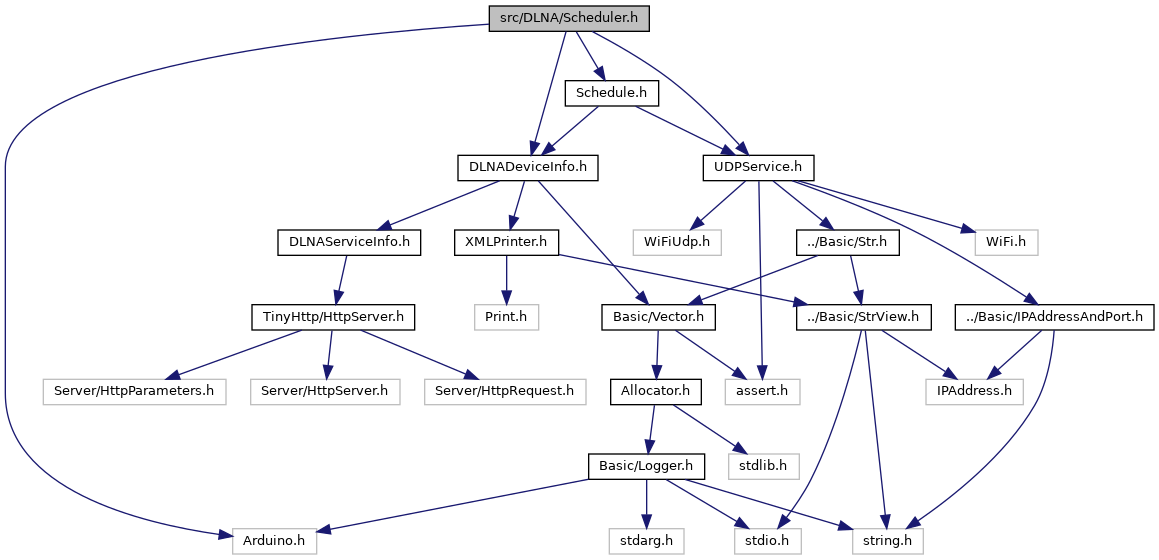 src/DLNA/Scheduler.h
Schedule.h
DLNADeviceInfo.h
UDPService.h
DLNAServiceInfo.h
XMLPrinter.h
WiFiUdp.h
../Basic/Str.h
WiFi.h
TinyHttp/HttpServer.h
Print.h
Basic/Vector.h
../Basic/StrView.h
../Basic/IPAddressAndPort.h
Server/HttpParameters.h
Server/HttpServer.h
Server/HttpRequest.h
Allocator.h
assert.h
IPAddress.h
Basic/Logger.h
stdlib.h
Arduino.h
stdarg.h
stdio.h
string.h